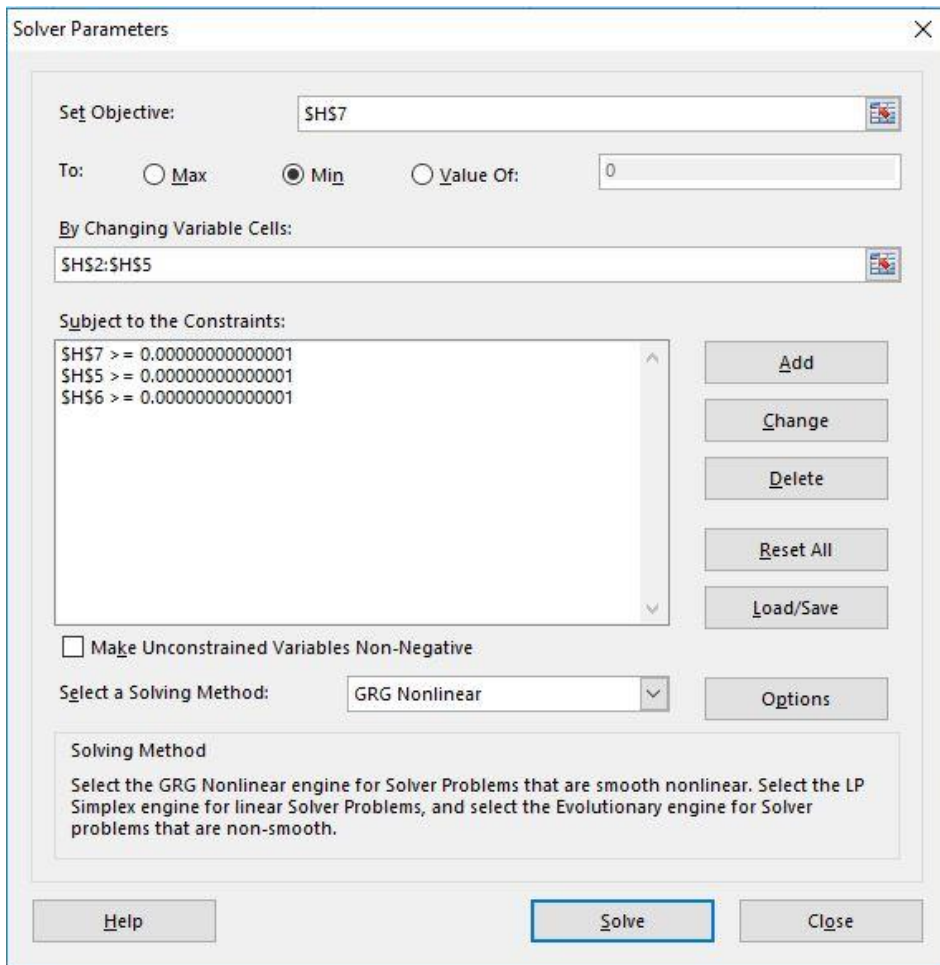 Solver Parameters
Set Objective: $H$7
To: Max Min Value Of: 0
By Changing Variable Cells:
$H$2:$H$5
Subject to the Constraints:
$H$7 >= 0.00000000000001
$H$5 >= 0.00000000000001
$H$6 >= 0.00000000000001
Add
Change
Delete
Reset All
Load/Save
Make Unconstrained Variables Non-Negative
Select a Solving Method: GRG Nonlinear Options
Solving Method
Select the GRG Nonlinear engine for Solver Problems that are smooth nonlinear. Select the LP
Simplex engine for linear Solver Problems, and select the Evolutionary engine for Solver
problems that are non-smooth.
Help Solve Close